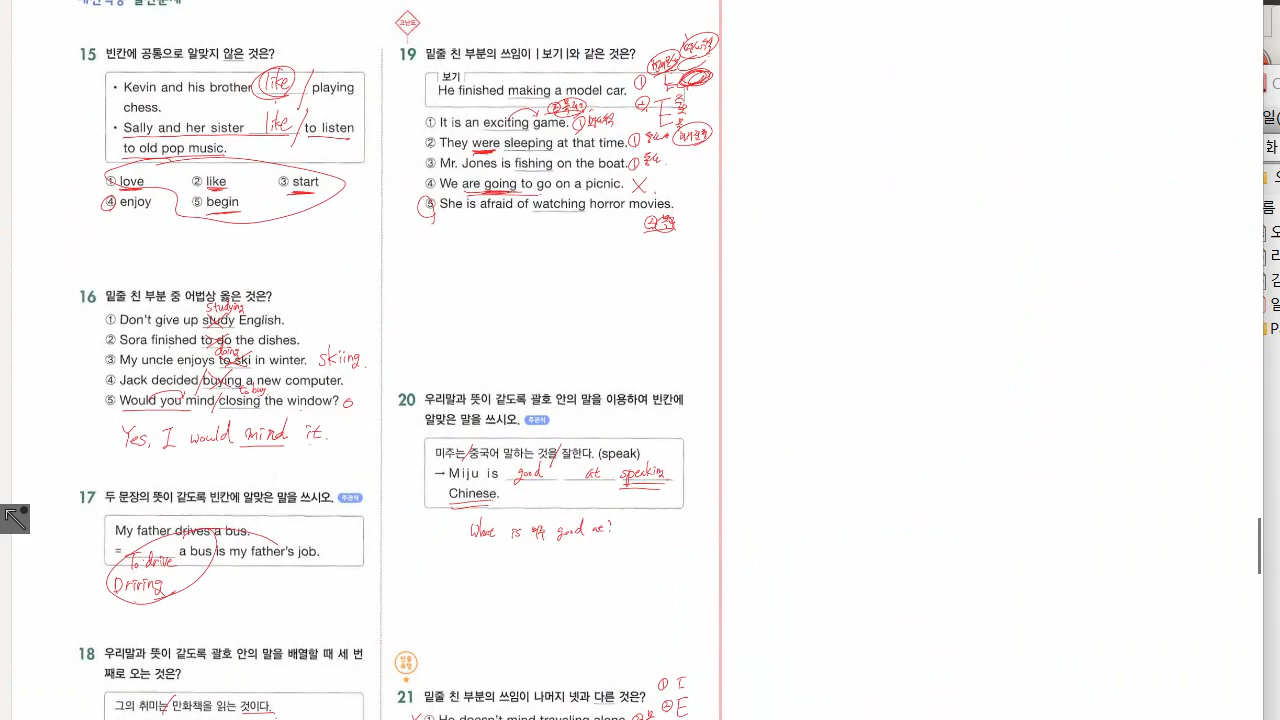 15 빈칸에 공통으로 알맞지 않은 것은?
• Kevin and his brother like playing
chess.
• Sally and her sister like to listen
to old pop music.
① love ② like ③ start
④ enjoy ⑤ begin
16 밑줄 친 부분 중 어법상 옳은 것은?
studying
① Don't give up study English.
② Sora finished to do the dishes.
doing
③ My uncle enjoys to ski in winter. skiing.
④ Jack decided buying a new computer.
to buy
⑤ Would you mind closing the window?
Yes, I would mind it.
17 두 문장의 뜻이 같도록 빈칸에 알맞은 말을 쓰시오. 주관식
My father drives a bus.
= a bus is my father's job.
To drive
Driving
18 우리말과 뜻이 같도록 괄호 안의 말을 배열할 때 세 번
째로 오는 것은?
그의 취미는 만화책을 읽는 것이다.
고난도
19 밑줄 친 부분의 쓰임이 | 보기 |와 같은 것은?
| 보기 |
He finished making a model car.
① It is an exciting game.
② They were sleeping at that time.
③ Mr. Jones is fishing on the boat.
④ We are going to go on a picnic.
⑤ She is afraid of watching horror movies.
20 우리말과 뜻이 같도록 괄호 안의 말을 이용하여 빈칸에
알맞은 말을 쓰시오. 주관식
미주는 중국어 말하는 것을 잘한다. (speak)
→ Miju is good at speaking
Chinese.
What is good at?
21 밑줄 친 부분의 쓰임이 나머지 넷과 다른 것은?
① He doesn't mind traveling alone.